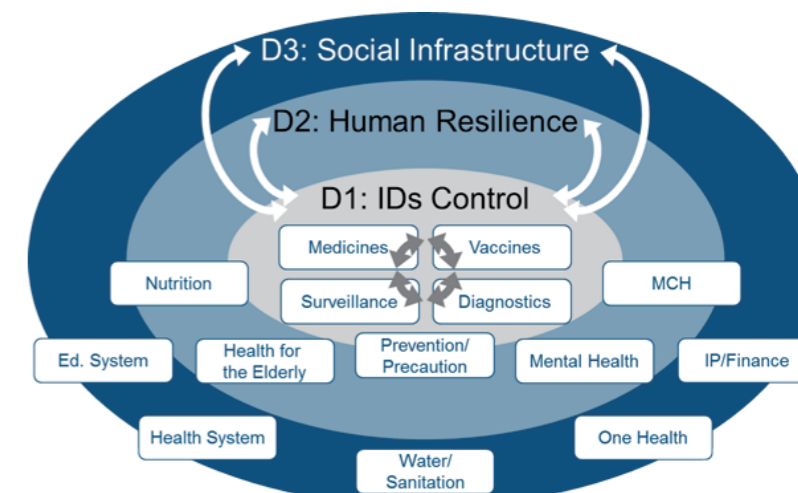 D3: Social Infrastructure
D2: Human Resilience
D1: IDs Control
Medicines
Vaccines
Surveillance
Diagnostics
Nutrition
MCH
Ed. System
Health for
the Elderly
Prevention/
Precaution
Mental Health
IP/Finance
Health System
One Health
Water/
Sanitation